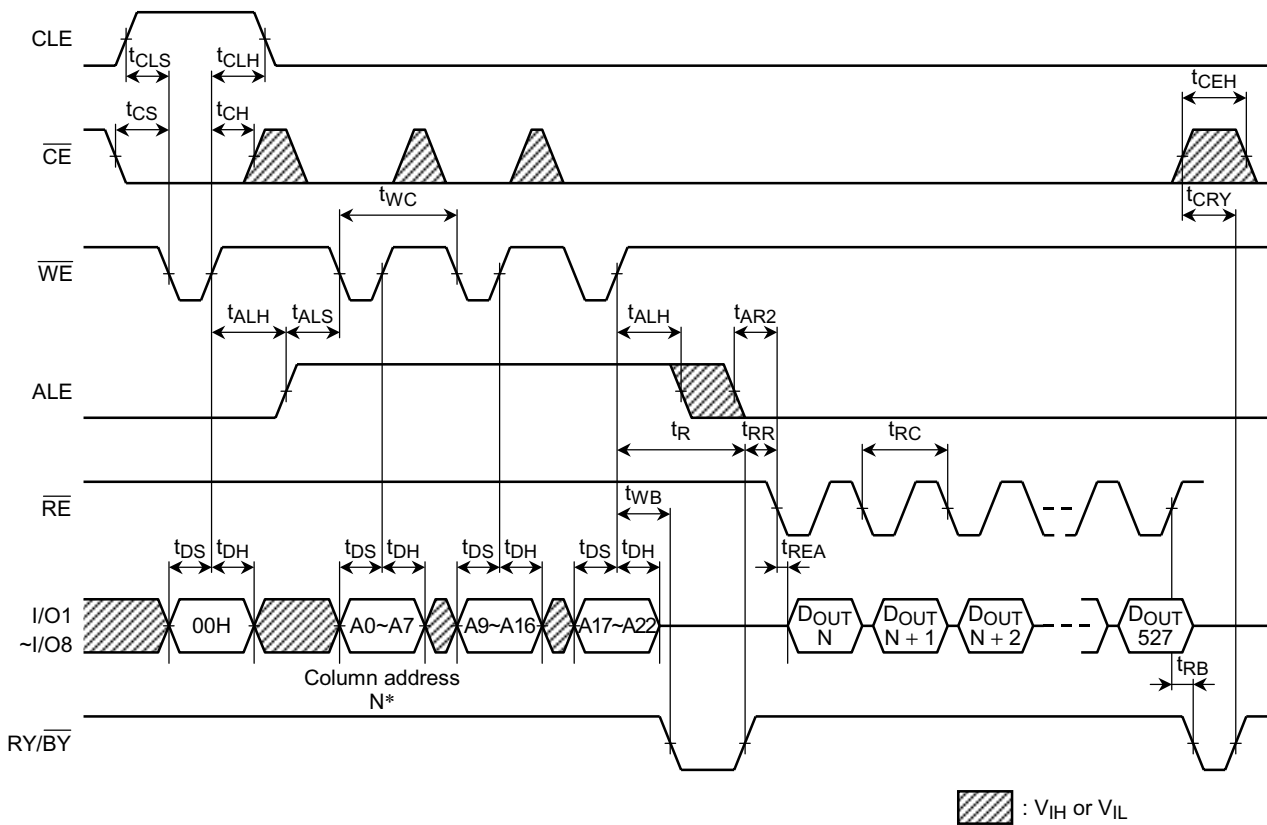 CLE
tCLS
tCLH
tCEH
tCS
tCH
CE
tWC
tCRY
WE
tALH
tALS
tALH
tAR2
ALE
tR
tRR
tRC
RE
tWB
tREA
tDS
tDH
tDS
tDH
tDS
tDH
tDS
tDH
I/O1
~I/O8
00H
A0~A7
A9~A16
A17~A22
DOUT
N
DOUT
N + 1
DOUT
N + 2
DOUT
527
Column address
N*
tRB
RY/BY
: VIH or VIL